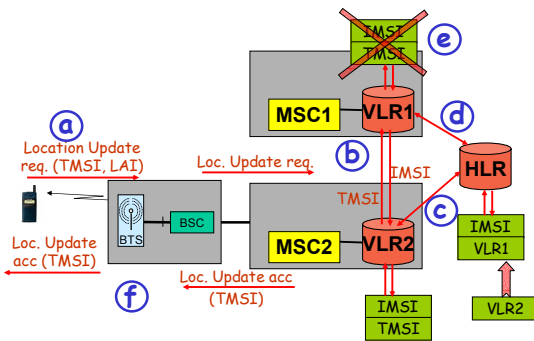 IMSI
TMSI
e
MSC1
VLR1
a
d
Location Update
req. (TMSI, LAI)
Loc. Update req.
b
IMSI
HLR
TMSI
c
BTS
BSC
MSC2
VLR2
IMSI
VLR1
Loc. Update
acc (TMSI)
Loc. Update acc
(TMSI)
f
IMSI
TMSI
VLR2